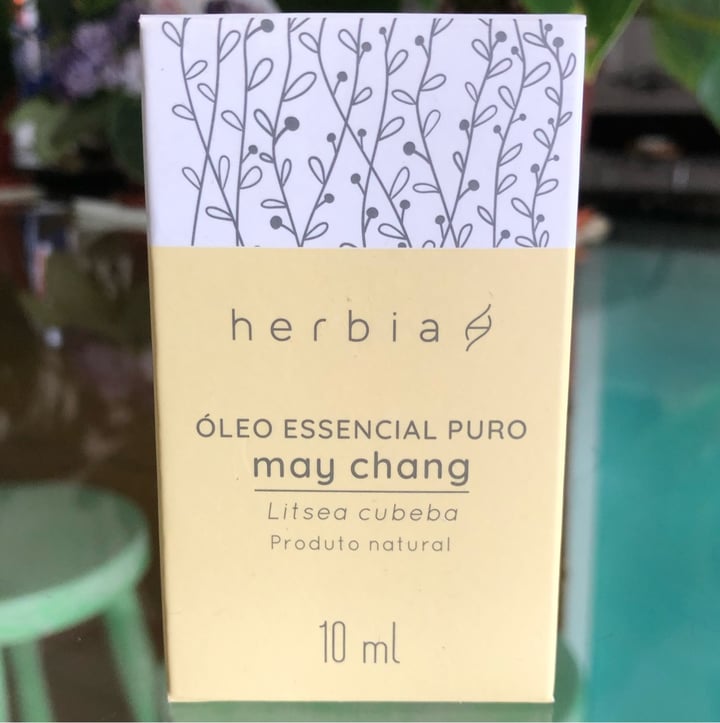 herbia
ÓLEO ESSENCIAL PURO
may chang
Litsea cubeba
Produto natural
10 ml